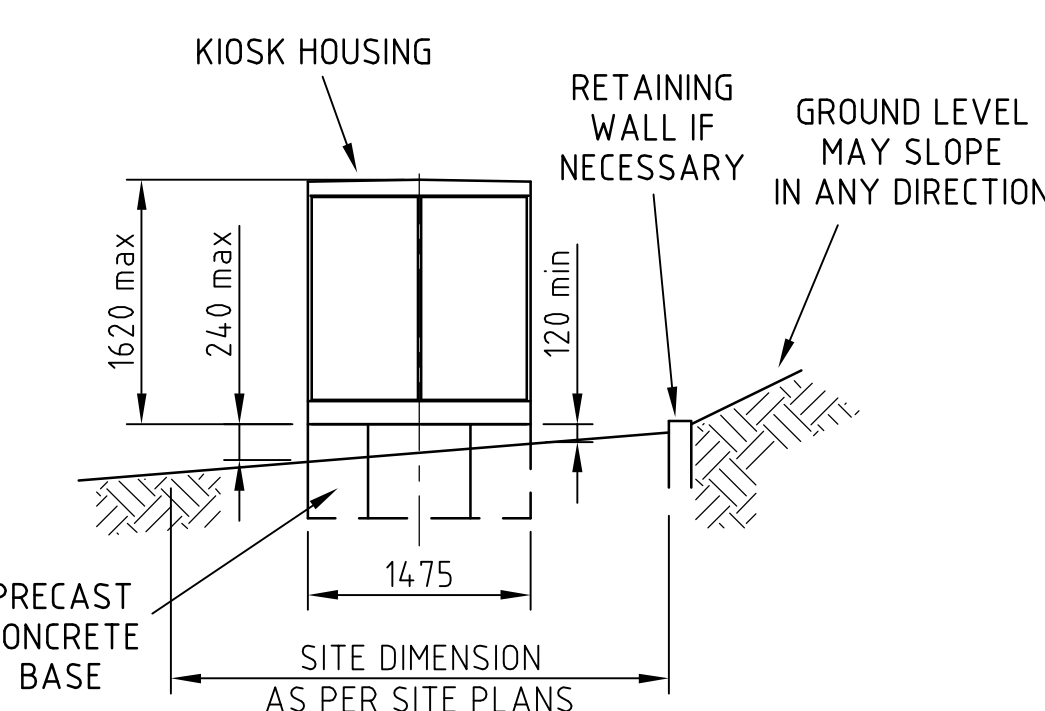 KIOSK HOUSING
RETAINING
WALL IF
NECESSARY
GROUND LEVEL
MAY SLOPE
IN ANY DIRECTION
1620 max
240 max
120 min
1475
PRECAST
CONCRETE
BASE
SITE DIMENSION
AS PER SITE PLANS